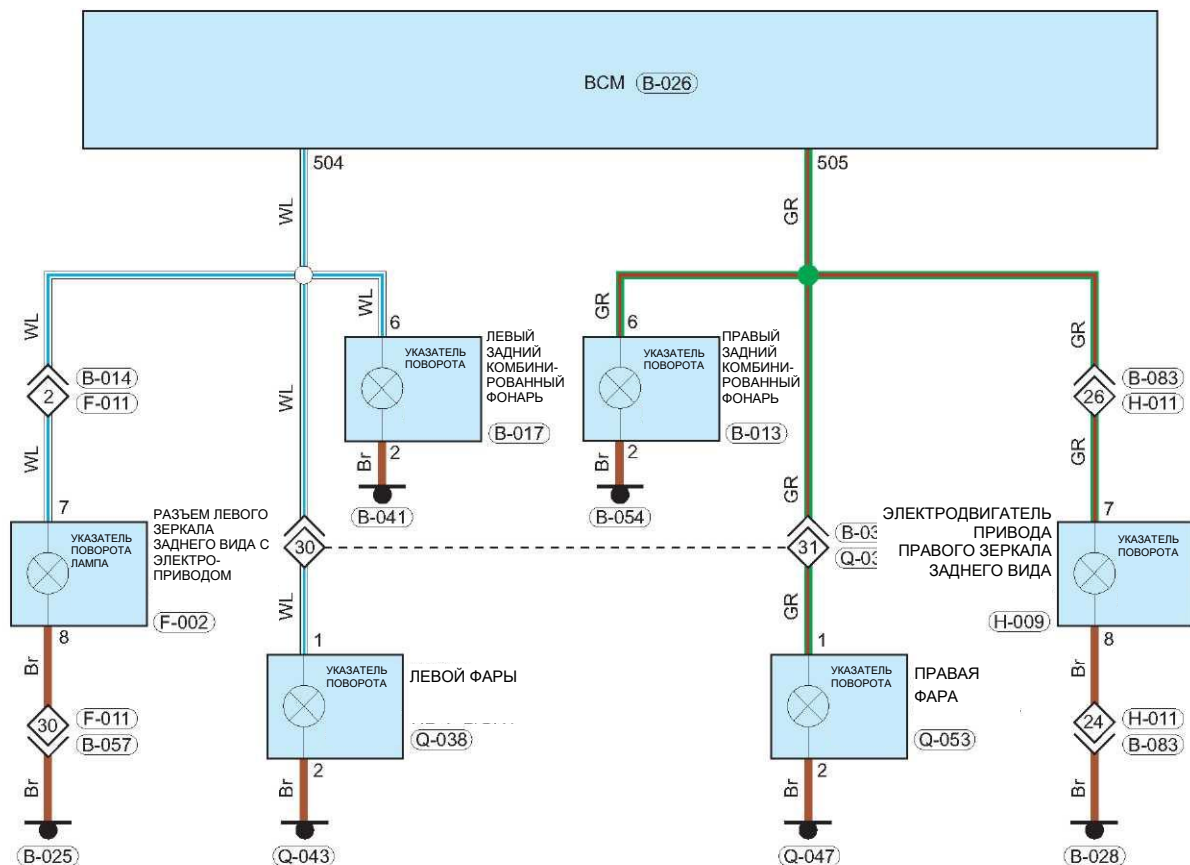 BCM B-026
504
505
WL
GR
WL
WL
WL
6
GR
6
GR
GR
УКАЗАТЕЛЬ
ПОВОРОТА
ЛЕВЫЙ
ЗАДНИЙ
КОМБИНИ-
РОВАННЫЙ
ФОНАРЬ
B-017
2
Br
B-041
УКАЗАТЕЛЬ
ПОВОРОТА
ПРАВЫЙ
ЗАДНИЙ
КОМБИНИ-
РОВАННЫЙ
ФОНАРЬ
B-013
2
Br
B-054
2
B-014
F-011
WL
26
B-083
H-011
GR
7
УКАЗАТЕЛЬ
ПОВОРОТА
ЛАМПА
РАЗЪЕМ ЛЕВОГО
ЗЕРКАЛА
ЗАДНЕГО ВИДА С
ЭЛЕКТРО-
ПРИВОДОМ
F-002
8
Br
30
WL
31
GR
ЭЛЕКТРОДВИГАТЕЛЬ
ПРИВОДА
ПРАВОГО ЗЕРКАЛА
ЗАДНЕГО ВИДА
7
УКАЗАТЕЛЬ
ПОВОРОТА
H-009
8
Br
1
УКАЗАТЕЛЬ
ПОВОРОТА
ЛЕВОЙ ФАРЫ
Q-038
2
Br
Q-043
1
УКАЗАТЕЛЬ
ПОВОРОТА
ПРАВАЯ
ФАРА
Q-053
2
Br
Q-047
30
F-011
B-057
Br
B-025
24
H-011
B-083
Br
B-028